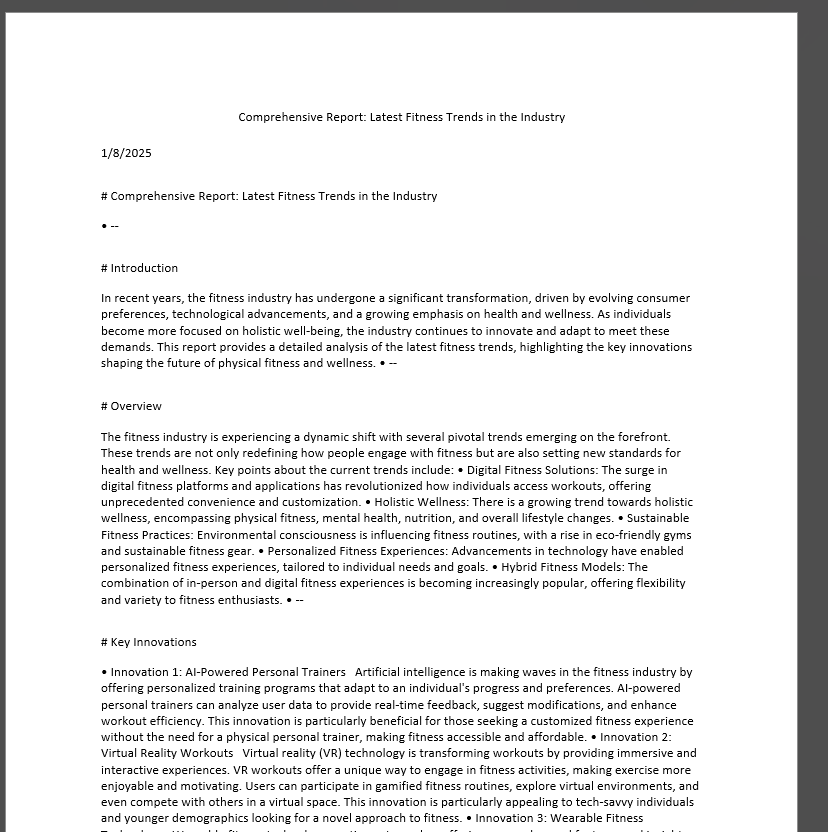 Comprehensive Report: Latest Fitness Trends in the Industry
1/8/2025
# Comprehensive Report: Latest Fitness Trends in the Industry
• --
# Introduction
In recent years, the fitness industry has undergone a significant transformation, driven by evolving consumer
preferences, technological advancements, and a growing emphasis on health and wellness. As individuals
become more focused on holistic well-being, the industry continues to innovate and adapt to meet these
demands. This report provides a detailed analysis of the latest fitness trends, highlighting the key innovations
shaping the future of physical fitness and wellness. • --
# Overview
The fitness industry is experiencing a dynamic shift with several pivotal trends emerging on the forefront.
These trends are not only redefining how people engage with fitness but are also setting new standards for
health and wellness. Key points about the current trends include: • Digital Fitness Solutions: The surge in
digital fitness platforms and applications has revolutionized how individuals access workouts, offering
unprecedented convenience and customization. • Holistic Wellness: There is a growing trend towards holistic
wellness, encompassing physical fitness, mental health, nutrition, and overall lifestyle changes. • Sustainable
Fitness Practices: Environmental consciousness is influencing fitness routines, with a rise in eco-friendly gyms
and sustainable fitness gear. • Personalized Fitness Experiences: Advancements in technology have enabled
personalized fitness experiences, tailored to individual needs and goals. • Hybrid Fitness Models: The
combination of in-person and digital fitness experiences is becoming increasingly popular, offering flexibility
and variety to fitness enthusiasts. • --
# Key Innovations
• Innovation 1: AI-Powered Personal Trainers   Artificial intelligence is making waves in the fitness industry by
offering personalized training programs that adapt to an individual's progress and preferences. AI-powered
personal trainers can analyze user data to provide real-time feedback, suggest modifications, and enhance
workout efficiency. This innovation is particularly beneficial for those seeking a customized fitness experience
without the need for a physical personal trainer, making fitness accessible and affordable. • Innovation 2:
Virtual Reality Workouts   Virtual reality (VR) technology is transforming workouts by providing immersive and
interactive experiences. VR workouts offer a unique way to engage in fitness activities, making exercise more
enjoyable and motivating. Users can participate in gamified fitness routines, explore virtual environments, and
even compete with others in a virtual space. This innovation is particularly appealing to tech-savvy individuals
and younger demographics looking for a novel approach to fitness. • Innovation 3: Wearable Fitness